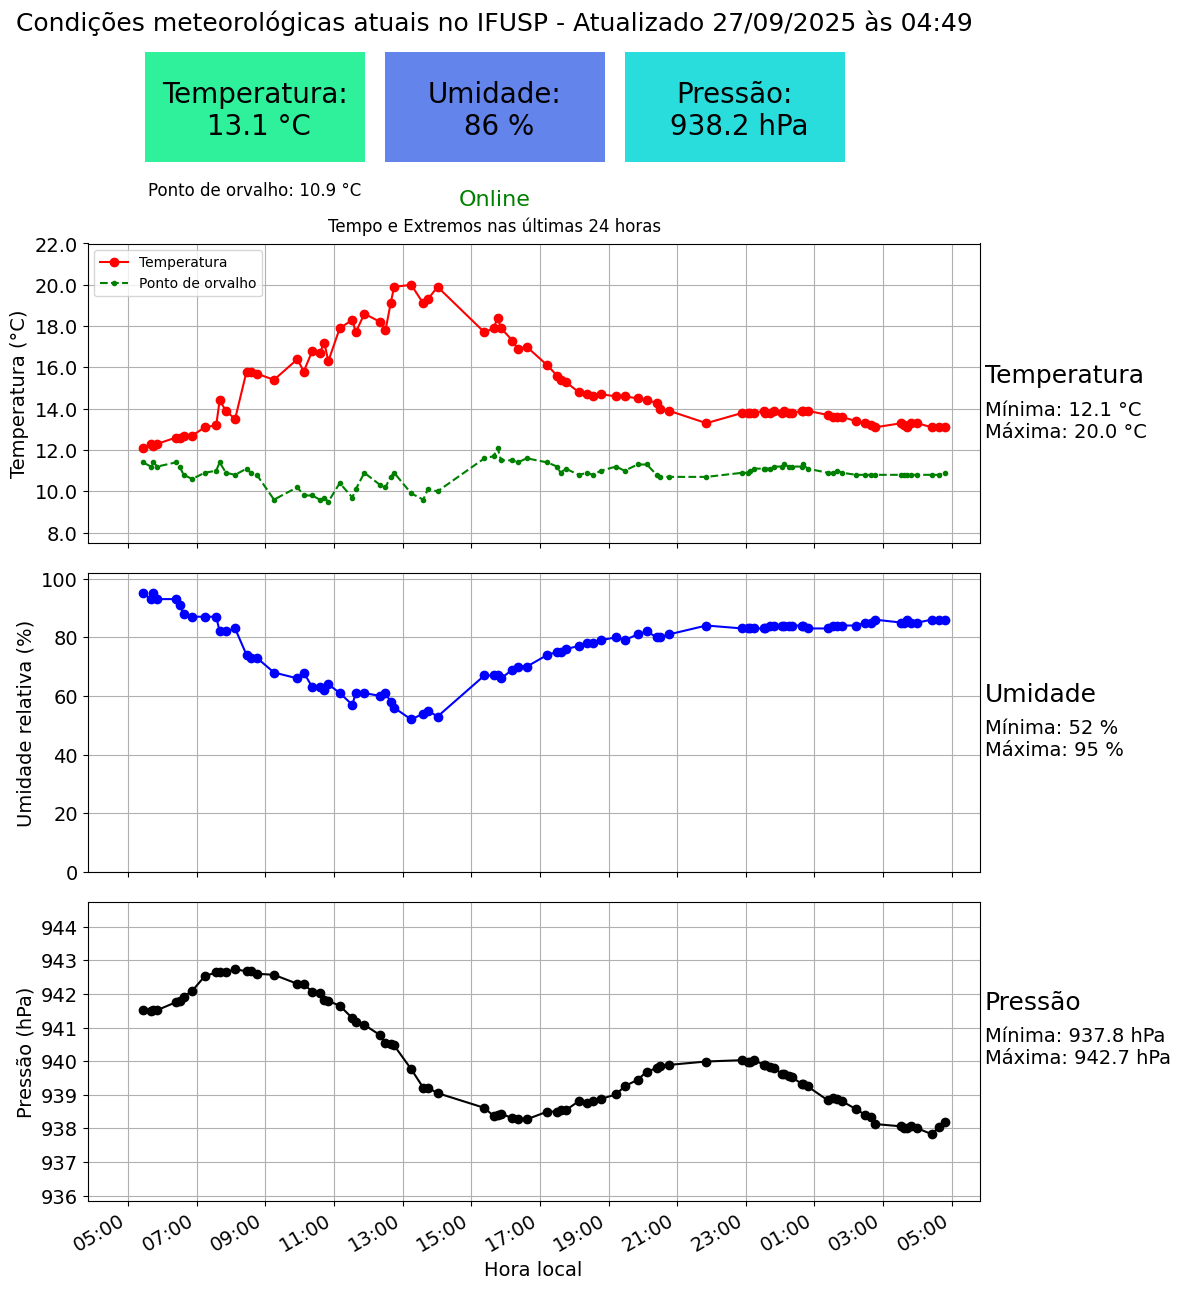 Condições meteorológicas atuais no IFUSP - Atualizado 27/09/2025 às 04:49
Temperatura:
13.1 °C
Umidade:
86 %
Pressão:
938.2 hPa
Ponto de orvalho: 10.9 °C
Online
Tempo e Extremos nas últimas 24 horas
Temperatura (°C)
22.0
20.0
18.0
16.0
14.0
12.0
10.0
8.0
Temperatura
Ponto de orvalho
Temperatura
Mínima: 12.1 °C
Máxima: 20.0 °C
Umidade relativa (%)
100
80
60
40
20
0
Umidade
Mínima: 52 %
Máxima: 95 %
Pressão (hPa)
944
943
942
941
940
939
938
937
936
Pressão
Mínima: 937.8 hPa
Máxima: 942.7 hPa
05:00 07:00 09:00 11:00 13:00 15:00 17:00 19:00 21:00 23:00 01:00 03:00 05:00
Hora local